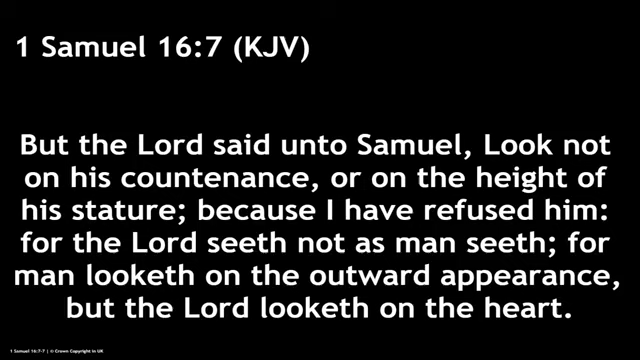 1 Samuel 16:7 (KJV)
But the Lord said unto Samuel, Look not
on his countenance, or on the height of
his stature; because I have refused him:
for the Lord seeth not as man seeth; for
man looketh on the outward appearance,
but the Lord looketh on the heart.
1 Samuel 16:7-7 | © Crown Copyright in UK